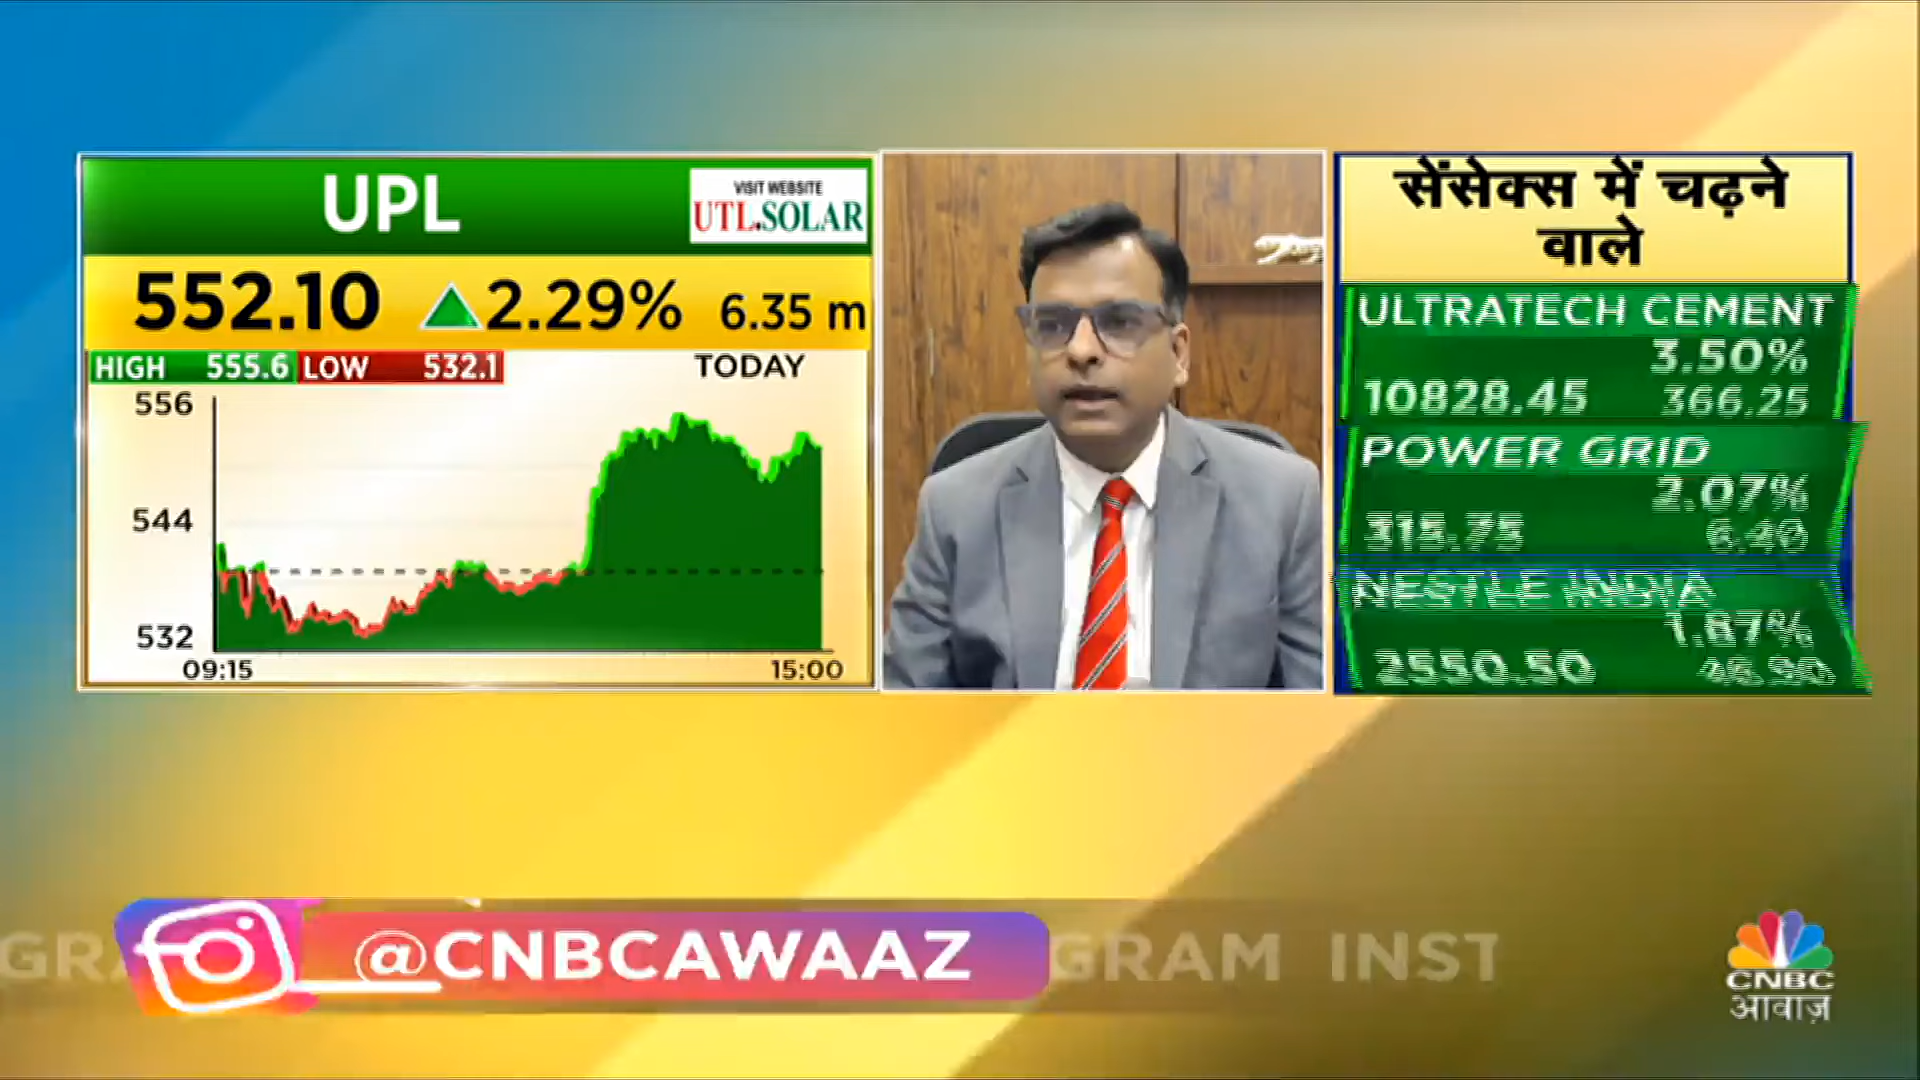 UPL
VISIT WEBSITE
UTL.SOLAR
552.10 ▲2.29% 6.35 m
HIGH 555.6 LOW 532.1
TODAY
556
544
532
09:15 15:00
सेंसेक्स में चढ़ने
वाले
ULTRATECH CEMENT
3.50%
10828.45 366.25
POWER GRID
2.07%
315.75 6.40
NESTLE INDIA
1.87%
2550.50
GRA
@CNBCAWAAZ
GRAM INST
CNBC
आवाज़